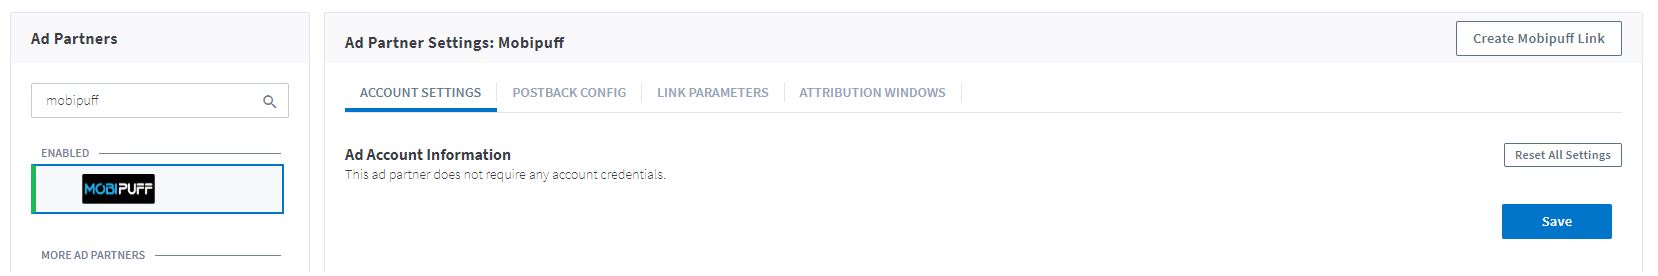 Ad Partners
mobipuff
ENABLED
MOBIPUFF
MORE AD PARTNERS
Ad Partner Settings: Mobipuff
Create Mobipuff Link
ACCOUNT SETTINGS
POSTBACK CONFIG
LINK PARAMETERS
ATTRIBUTION WINDOWS
Ad Account Information
This ad partner does not require any account credentials.
Reset All Settings
Save